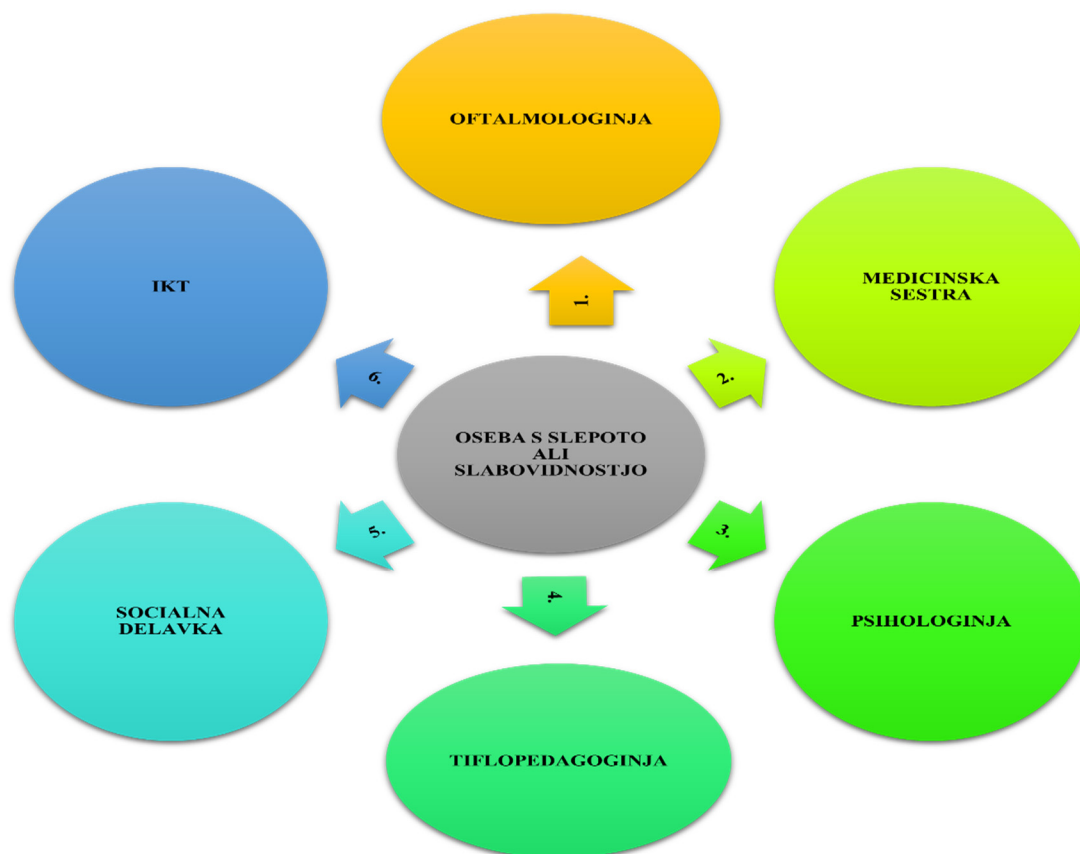 OFTALMOLOGINJA
1.
MEDICINSKA
SESTRA
2.
PSIHOLOGINJA
3.
TIFLOPEDAGOGINJA
4.
SOCIALNA
DELAVKA
5.
IKT
6.
OSEBA S SLEPOTO
ALI
SLABOVIDNOSTJO